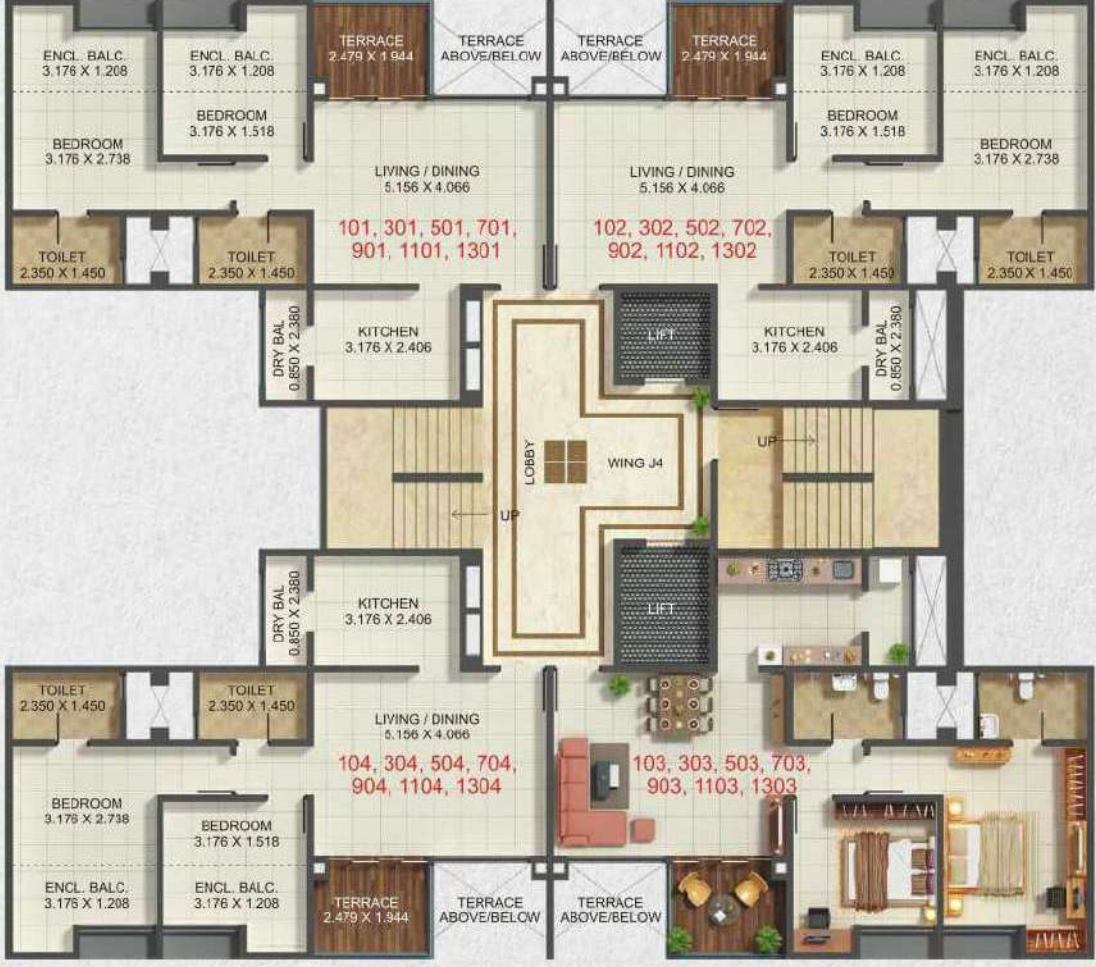 ENCL. BALC.
3.176 X 1.208
ENCL. BALC.
3.176 X 1.208
TERRACE
2.479 X 1.944
TERRACE
ABOVE/BELOW
TERRACE
ABOVE/BELOW
TERRACE
2.479 X 1.944
ENCL. BALC.
3.176 X 1.208
ENCL. BALC.
3.176 X 1.208
BEDROOM
3.176 X 2.738
BEDROOM
3.176 X 1.518
LIVING / DINING
5.156 X 4.066
LIVING / DINING
5.156 X 4.066
BEDROOM
3.176 X 1.518
BEDROOM
3.176 X 2.738
101, 301, 501, 701,
901, 1101, 1301
102, 302, 502, 702,
902, 1102, 1302
TOILET
2.350 X 1.450
TOILET
2.350 X 1.450
TOILET
2.350 X 1.450
TOILET
2.350 X 1.450
DRY BAL
0.850 X 2.380
KITCHEN
3.176 X 2.406
LIFT
KITCHEN
3.176 X 2.406
DRY BAL
0.850 X 2.380
UP
LOBBY
WING J4
UP
DRY BAL
0.850 X 2.380
KITCHEN
3.176 X 2.406
LIFT
TOILET
2.350 X 1.450
TOILET
2.350 X 1.450
LIVING / DINING
5.156 X 4.066
104, 304, 504, 704,
904, 1104, 1304
103, 303, 503, 703,
903, 1103, 1303
BEDROOM
3.176 X 2.738
BEDROOM
3.176 X 1.518
ENCL. BALC.
3.176 X 1.208
ENCL. BALC.
3.176 X 1.208
TERRACE
2.479 X 1.944
TERRACE
ABOVE/BELOW
TERRACE
ABOVE/BELOW